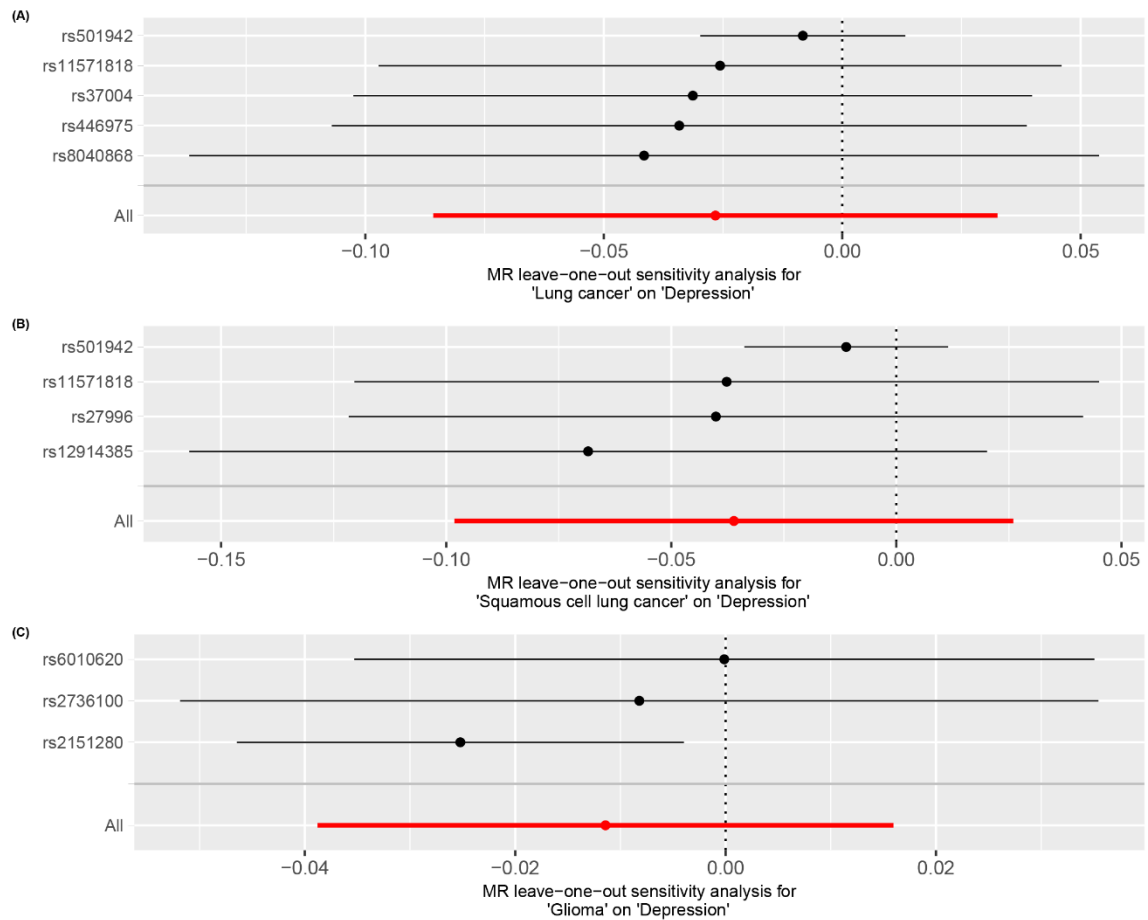 (A)
rs501942
rs11571818
rs37004
rs446975
rs8040868
All
−0.10 −0.05 0.00 0.05
MR leave−one−out sensitivity analysis for
'Lung cancer' on 'Depression'
(B)
rs501942
rs11571818
rs27996
rs12914385
All
−0.15 −0.10 −0.05 0.00 0.05
MR leave−one−out sensitivity analysis for
'Squamous cell lung cancer' on 'Depression'
(C)
rs6010620
rs2736100
rs2151280
All
−0.04 −0.02 0.00 0.02
MR leave−one−out sensitivity analysis for
'Glioma' on 'Depression'